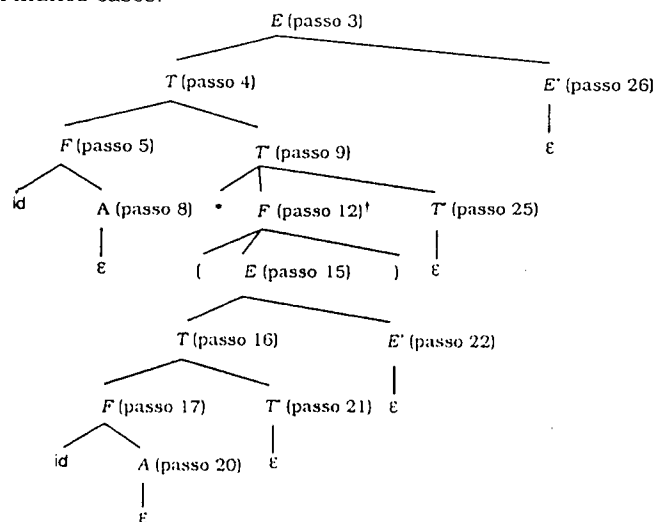 casos.
E (passo 3)
T (passo 4) E' (passo 26)
F (passo 5) T' (passo 9) ε
id A (passo 8) * F (passo 12)† T' (passo 25)
ε ( E (passo 15) ) ε
T (passo 16) E' (passo 22)
F (passo 17) T' (passo 21) ε
id A (passo 20) ε
ε